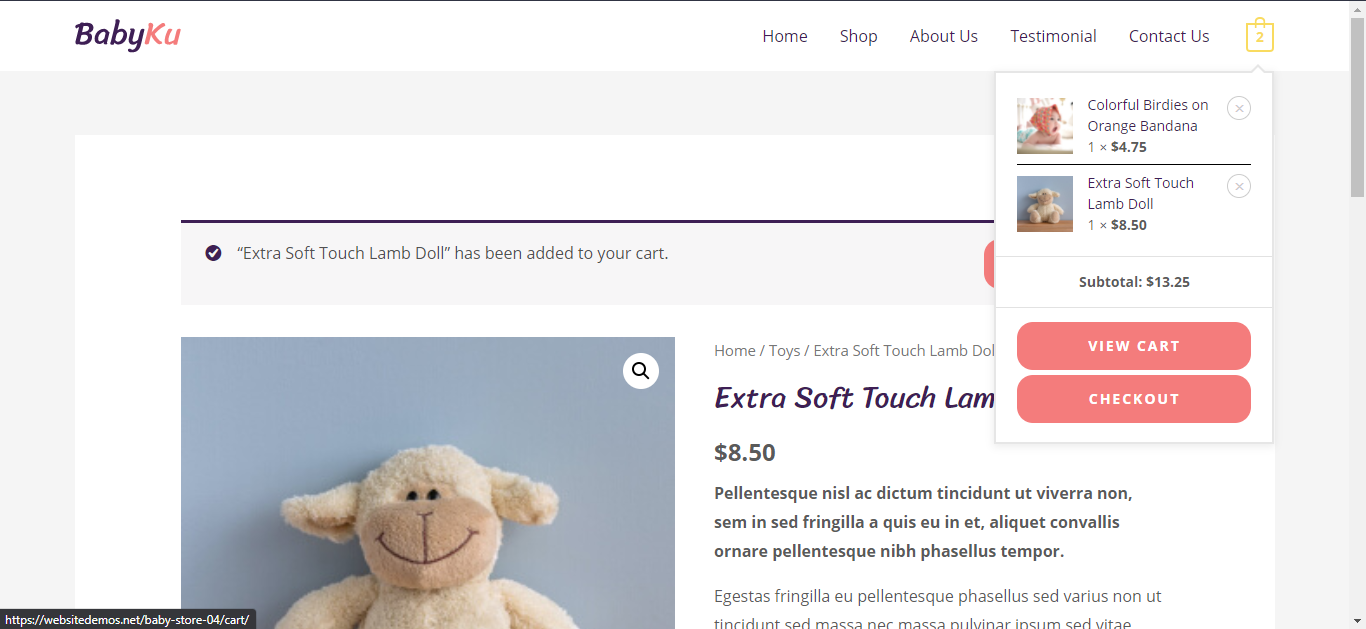 BabyKu
Home Shop About Us Testimonial Contact Us 2
Colorful Birdies on
Orange Bandana
1 × $4.75
Extra Soft Touch
Lamb Doll
1 × $8.50
Subtotal: $13.25
VIEW CART
CHECKOUT
“Extra Soft Touch Lamb Doll” has been added to your cart.
Home / Toys / Extra Soft Touch Lamb Dol
Extra Soft Touch Lam
$8.50
Pellentesque nisl ac dictum tincidunt ut viverra non,
sem in sed fringilla a quis eu in et, aliquet convallis
ornare pellentesque nibh phasellus tempor.
Egestas fringilla eu pellentesque phasellus sed varius non ut
tincidunt sed massa nec massa pulvinar ipsum sed vitae
https://websitedemos.net/baby-store-04/cart/